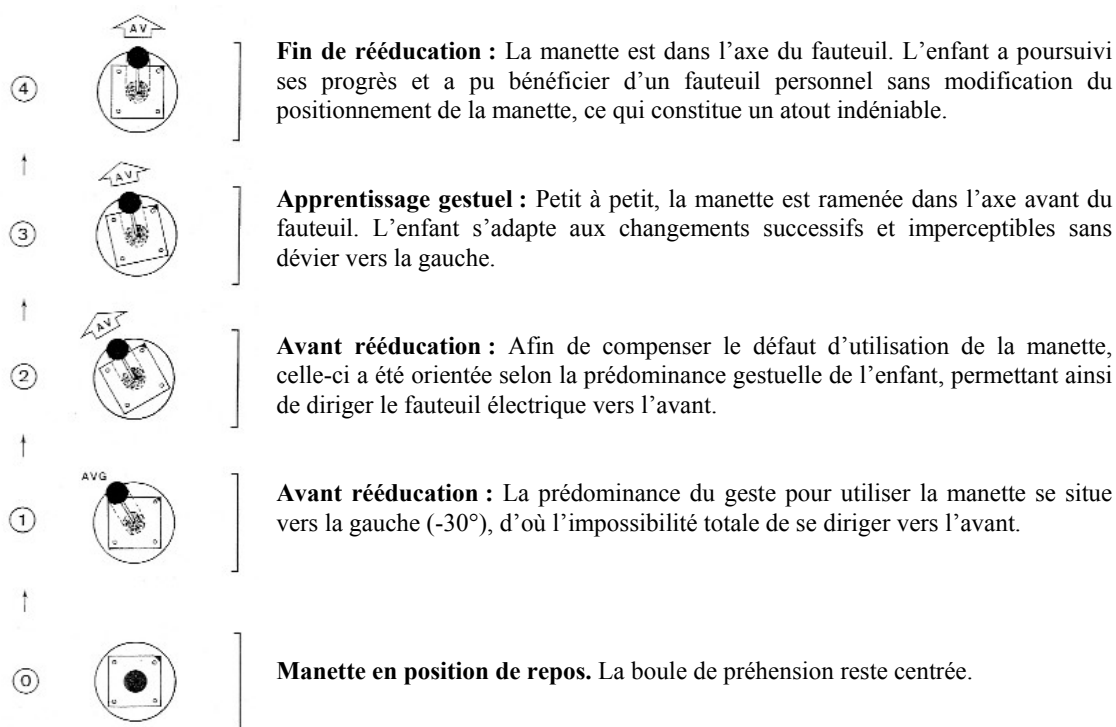 AV
4
Fin de rééducation : La manette est dans l’axe du fauteuil. L’enfant a poursuivi
ses progrès et a pu bénéficier d’un fauteuil personnel sans modification du
positionnement de la manette, ce qui constitue un atout indéniable.
AV
3
Apprentissage gestuel : Petit à petit, la manette est ramenée dans l’axe avant du
fauteuil. L’enfant s’adapte aux changements successifs et imperceptibles sans
dévier vers la gauche.
AV
2
Avant rééducation : Afin de compenser le défaut d’utilisation de la manette,
celle-ci a été orientée selon la prédominance gestuelle de l’enfant, permettant ainsi
de diriger le fauteuil électrique vers l’avant.
AVG
1
Avant rééducation : La prédominance du geste pour utiliser la manette se situe
vers la gauche (-30°), d’où l’impossibilité totale de se diriger vers l’avant.
0
Manette en position de repos. La boule de préhension reste centrée.